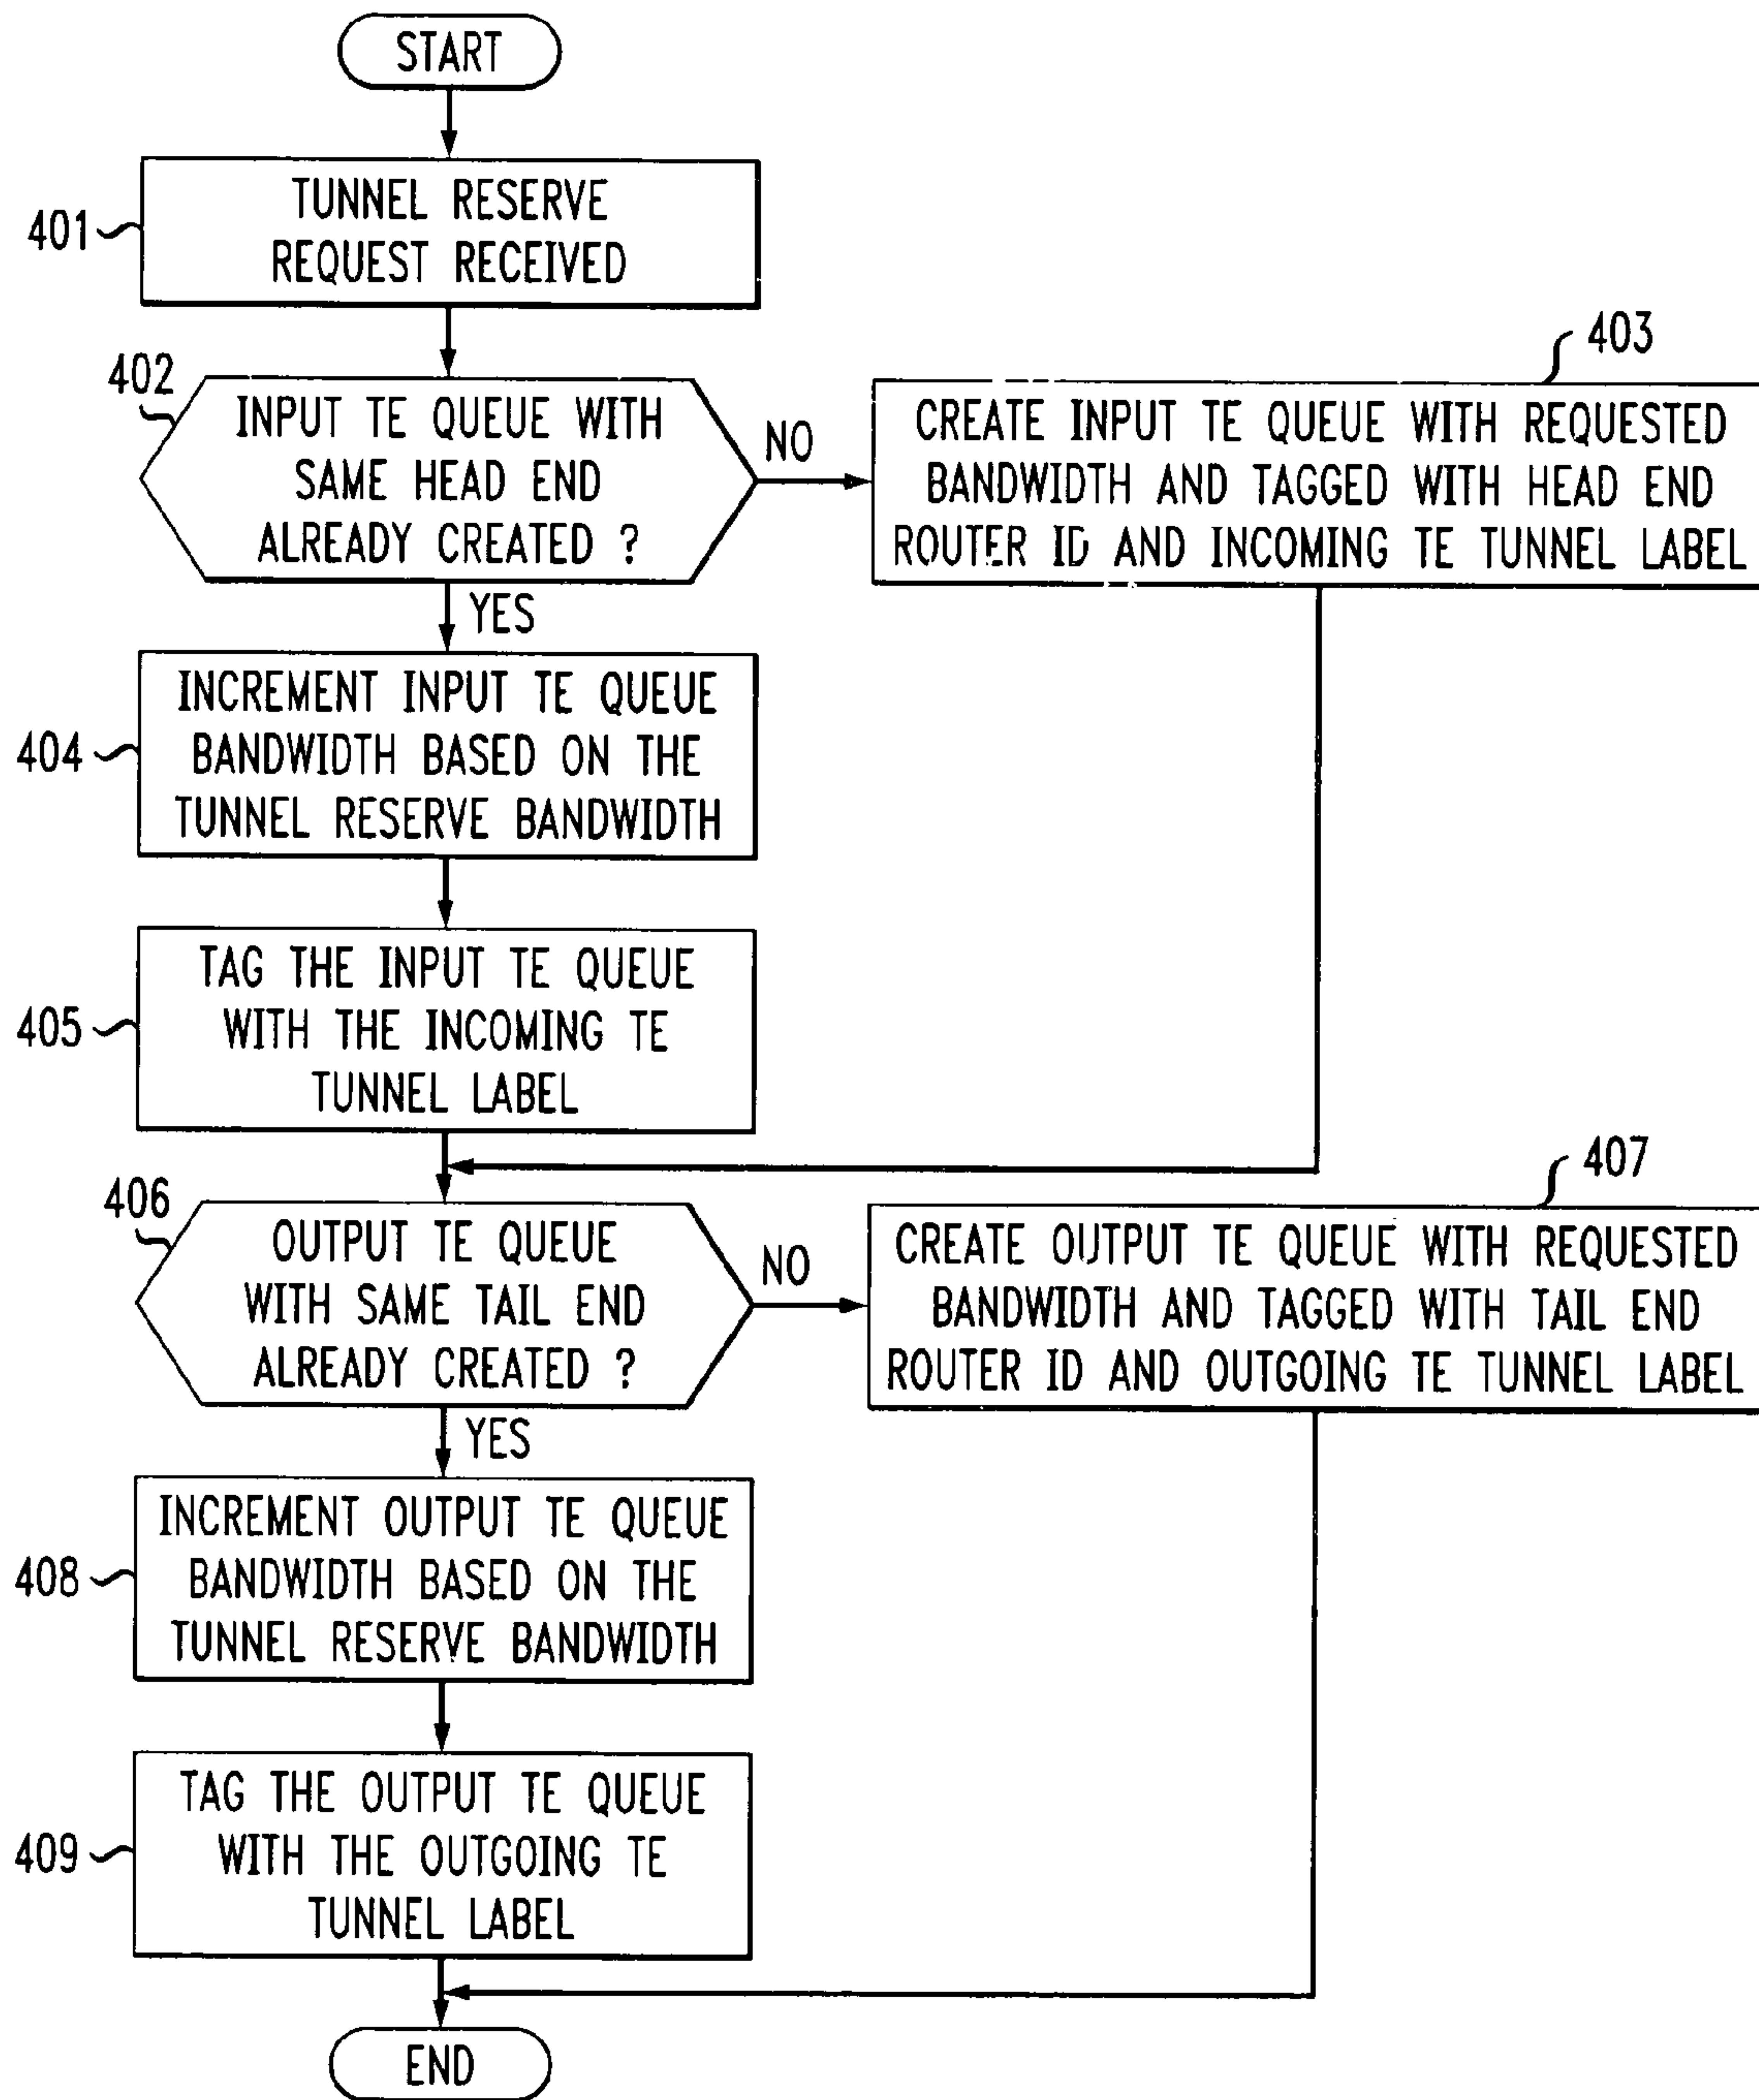 START
401
TUNNEL RESERVE
REQUEST RECEIVED
402
INPUT TE QUEUE WITH
SAME HEAD END
ALREADY CREATED ?
NO
403
CREATE INPUT TE QUEUE WITH REQUESTED
BANDWIDTH AND TAGGED WITH HEAD END
ROUTER ID AND INCOMING TE TUNNEL LABEL
YES
404
INCREMENT INPUT TE QUEUE
BANDWIDTH BASED ON THE
TUNNEL RESERVE BANDWIDTH
405
TAG THE INPUT TE QUEUE
WITH THE INCOMING TE
TUNNEL LABEL
406
OUTPUT TE QUEUE
WITH SAME TAIL END
ALREADY CREATED ?
NO
407
CREATE OUTPUT TE QUEUE WITH REQUESTED
BANDWIDTH AND TAGGED WITH TAIL END
ROUTER ID AND OUTGOING TE TUNNEL LABEL
YES
408
INCREMENT OUTPUT TE QUEUE
BANDWIDTH BASED ON THE
TUNNEL RESERVE BANDWIDTH
409
TAG THE OUTPUT TE QUEUE
WITH THE OUTGOING TE
TUNNEL LABEL
END